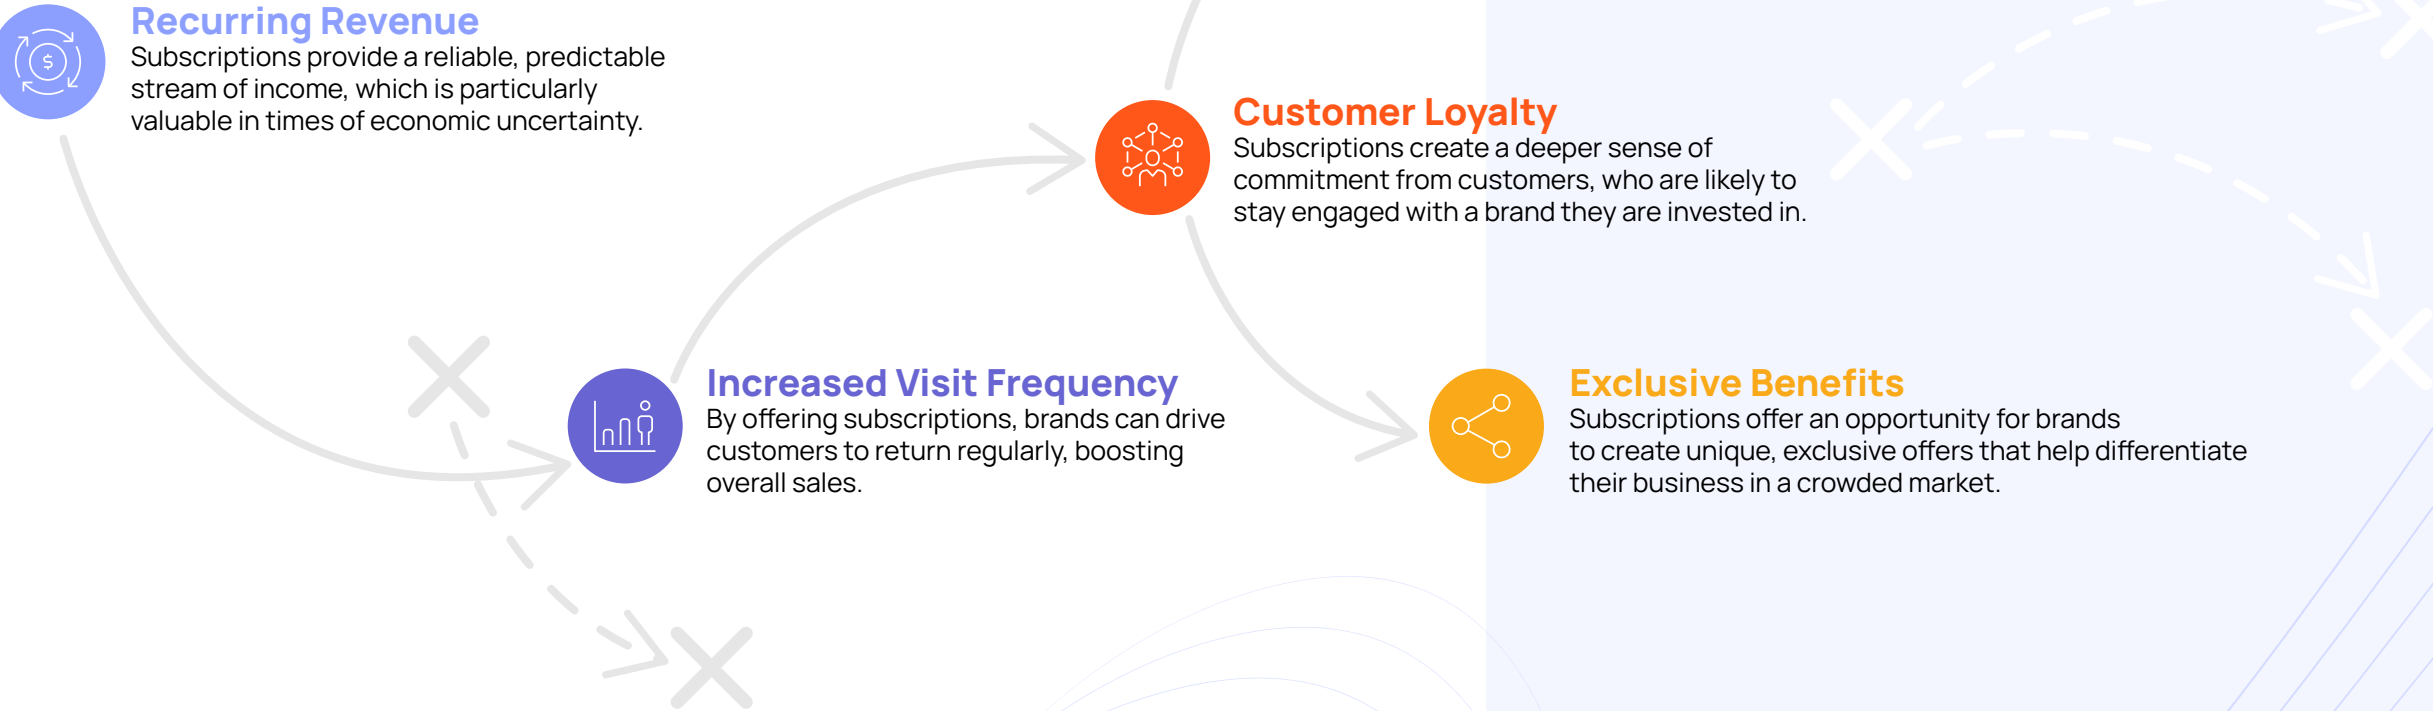 Recurring Revenue
Subscriptions provide a reliable, predictable
stream of income, which is particularly
valuable in times of economic uncertainty.
$
Customer Loyalty
Subscriptions create a deeper sense of
commitment from customers, who are likely to
stay engaged with a brand they are invested in.
Increased Visit Frequency
By offering subscriptions, brands can drive
customers to return regularly, boosting
overall sales.
Exclusive Benefits
Subscriptions offer an opportunity for brands
to create unique, exclusive offers that help differentiate
their business in a crowded market.